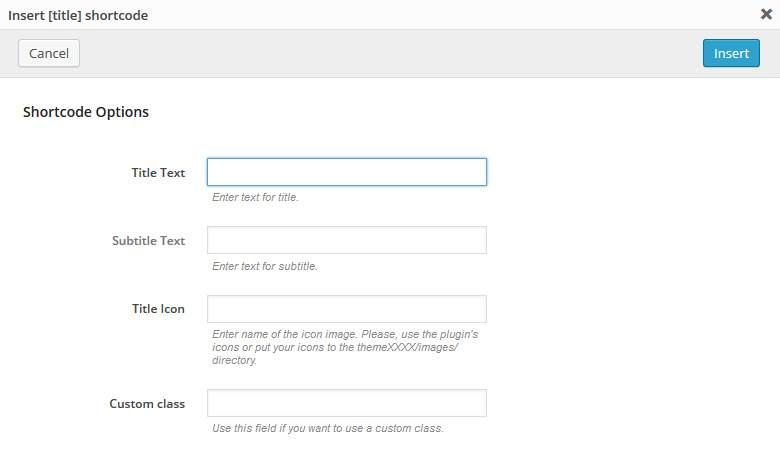 Insert [title] shortcode
Cancel
Insert
Shortcode Options
Title Text
Enter text for title.
Subtitle Text
Enter text for subtitle.
Title Icon
Enter name of the icon image. Please, use the plugin's
icons or put your icons to the themeXXXX/images/
directory.
Custom class
Use this field if you want to use a custom class.